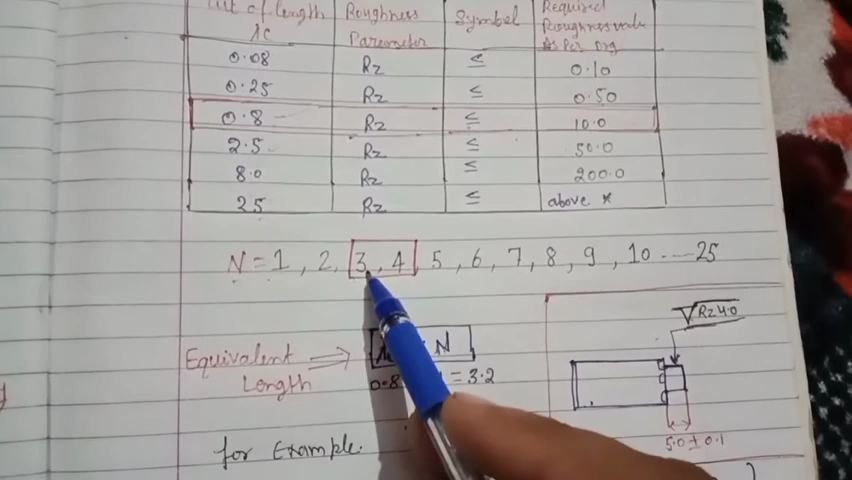 of length Roughness Symbol Required
λc Parameter Roughness value
As Per Drg
0.08 Rz ≤ 0.10
0.25 Rz ≤ 0.50
0.8 Rz ≤ 10.0
2.5 Rz ≤ 50.0
8.0 Rz ≤ 200.0
25 Rz ≤ above *
N = 1, 2, 3, 4, 5, 6, 7, 8, 9, 10 ---- 25
√Rz 4.0
Equivalent ⇒ N
Length 0.8 = 3.2
5.0 ± 0.1
for Example.